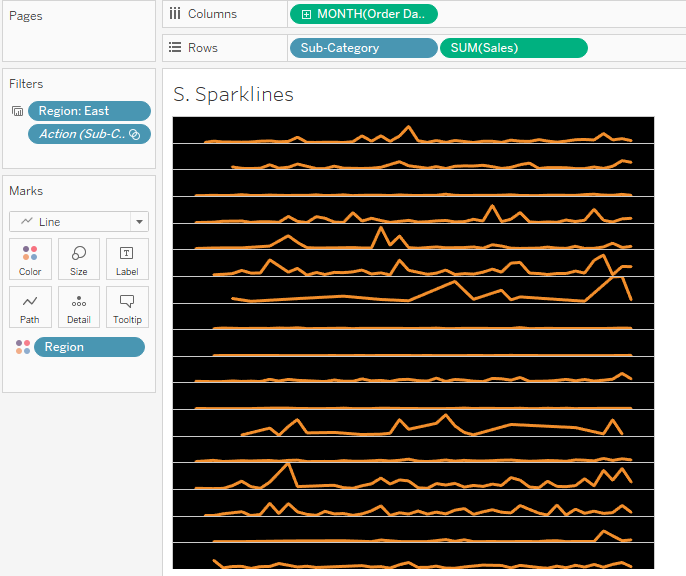 Pages
Columns
MONTH(Order Da..
Rows
Sub-Category
SUM(Sales)
Filters
Region: East
Action (Sub-C..
Marks
Line
Color
Size
Label
Path
Detail
Tooltip
Region
S. Sparklines